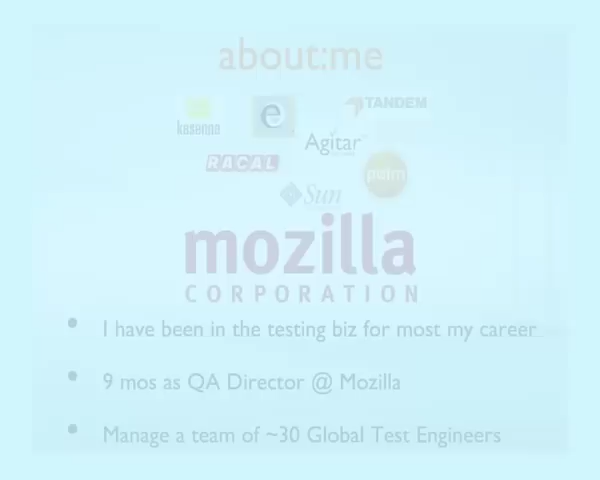 about:me
kasenna
e
TANDEM
Agitar
RACAL
palm
Sun
mozilla
CORPORATION
• I have been in the testing biz for most my career
• 9 mos as QA Director @ Mozilla
• Manage a team of ~30 Global Test Engineers